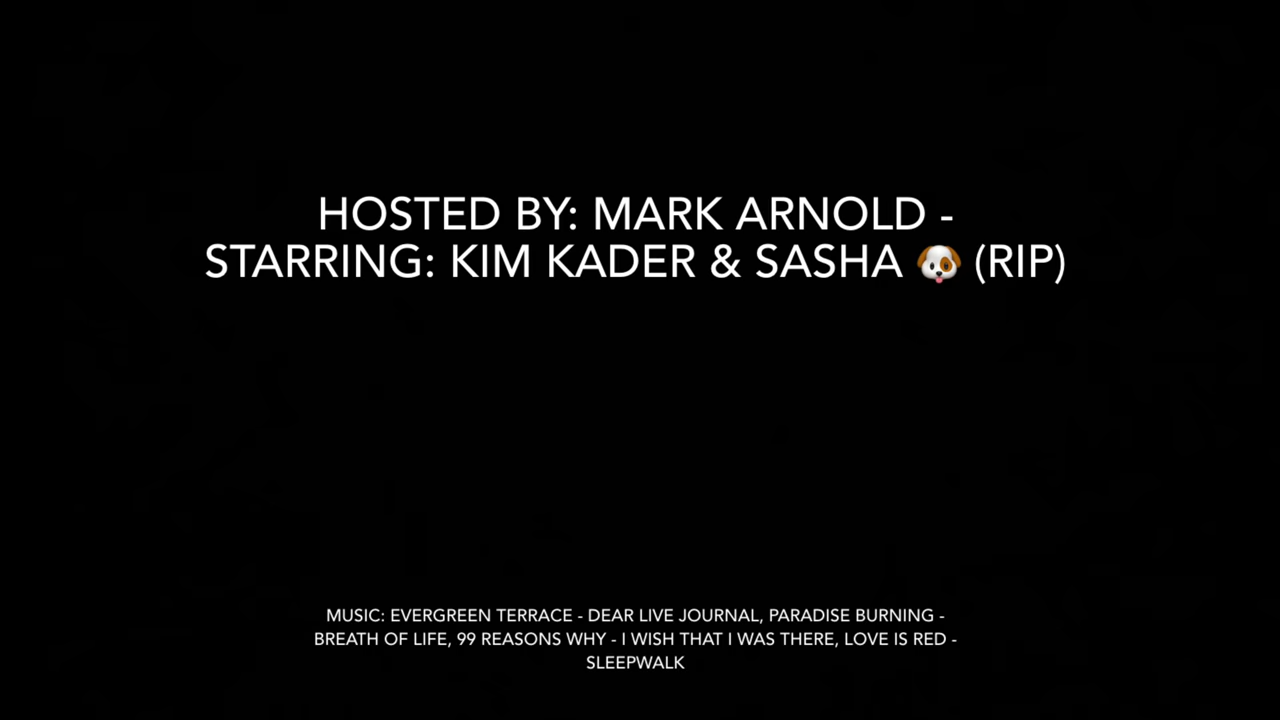 HOSTED BY: MARK ARNOLD -
STARRING: KIM KADER & SASHA 🐶 (RIP)
MUSIC: EVERGREEN TERRACE - DEAR LIVE JOURNAL, PARADISE BURNING -
BREATH OF LIFE, 99 REASONS WHY - I WISH THAT I WAS THERE, LOVE IS RED -
SLEEPWALK